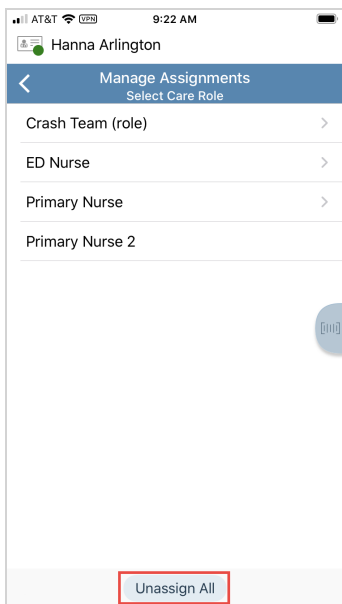 AT&T VPN 9:22 AM
Hanna Arlington
Manage Assignments
Select Care Role
Crash Team (role)
ED Nurse
Primary Nurse
Primary Nurse 2
Unassign All